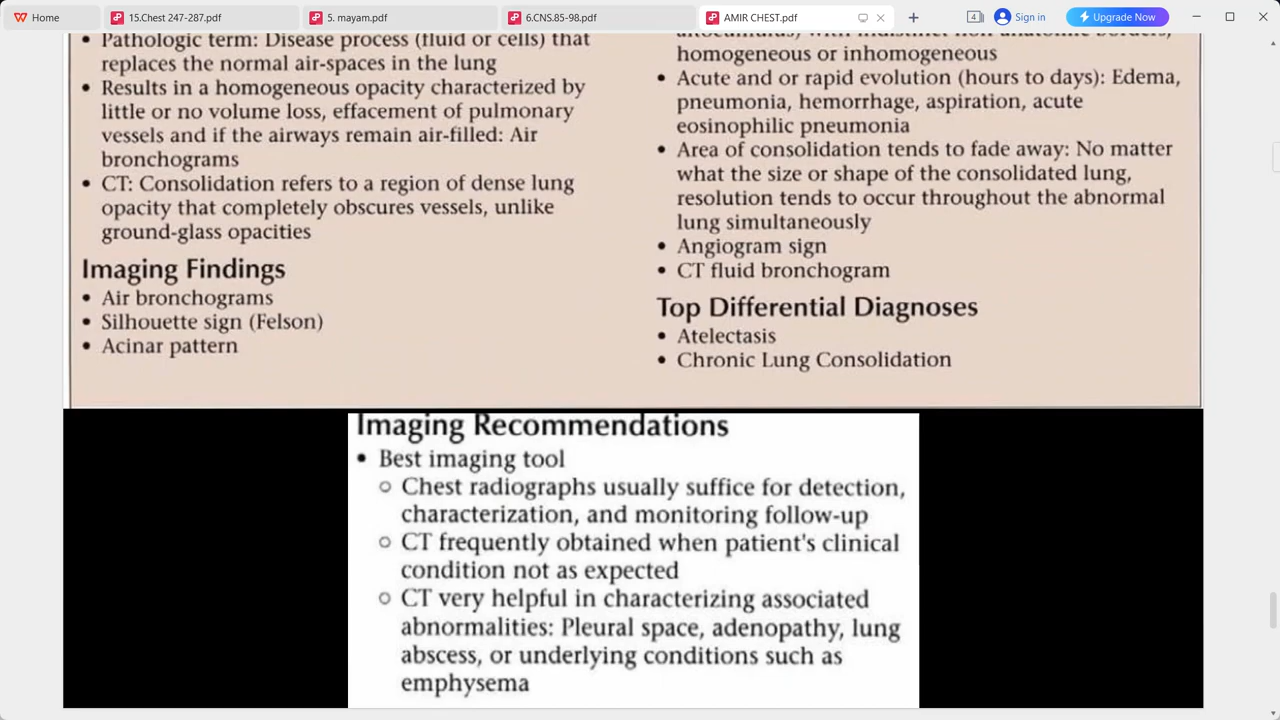 Home
15.Chest 247-287.pdf
5. mayam.pdf
6.CNS.85-98.pdf
AMIR CHEST.pdf
4
Sign in
Upgrade Now
• Pathologic term: Disease process (fluid or cells) that
replaces the normal air-spaces in the lung
• Results in a homogeneous opacity characterized by
little or no volume loss, effacement of pulmonary
vessels and if the airways remain air-filled: Air
bronchograms
• CT: Consolidation refers to a region of dense lung
opacity that completely obscures vessels, unlike
ground-glass opacities
Imaging Findings
• Air bronchograms
• Silhouette sign (Felson)
• Acinar pattern
homogeneous or inhomogeneous
• Acute and or rapid evolution (hours to days): Edema,
pneumonia, hemorrhage, aspiration, acute
eosinophilic pneumonia
• Area of consolidation tends to fade away: No matter
what the size or shape of the consolidated lung,
resolution tends to occur throughout the abnormal
lung simultaneously
• Angiogram sign
• CT fluid bronchogram
Top Differential Diagnoses
• Atelectasis
• Chronic Lung Consolidation
Imaging Recommendations
• Best imaging tool
○ Chest radiographs usually suffice for detection,
characterization, and monitoring follow-up
○ CT frequently obtained when patient's clinical
condition not as expected
○ CT very helpful in characterizing associated
abnormalities: Pleural space, adenopathy, lung
abscess, or underlying conditions such as
emphysema